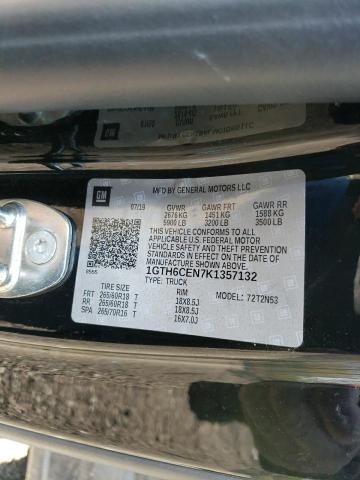 GM
MFD BY GENERAL MOTORS LLC
07/19 GVWR GAWR FRT GAWR RR
2676 KG 1451 KG 1588 KG
5900 LB 3200 LB 3500 LB
THIS VEHICLE CONFORMS TO ALL
APPLICABLE U.S. FEDERAL MOTOR
VEHICLE SAFETY AND THEFT PREVENTION
STANDARDS IN EFFECT ON THE DATE OF
MANUFACTURE SHOWN ABOVE.
1GTH6CEN7K1357132
TYPE: TRUCK
MODEL: 72T2N53
TIRE SIZE RIM
FRT 265/60R18 T 18X8.5J
RR 265/60R18 T 18X8.5J
SPA 265/70R16 T 16X7.0J